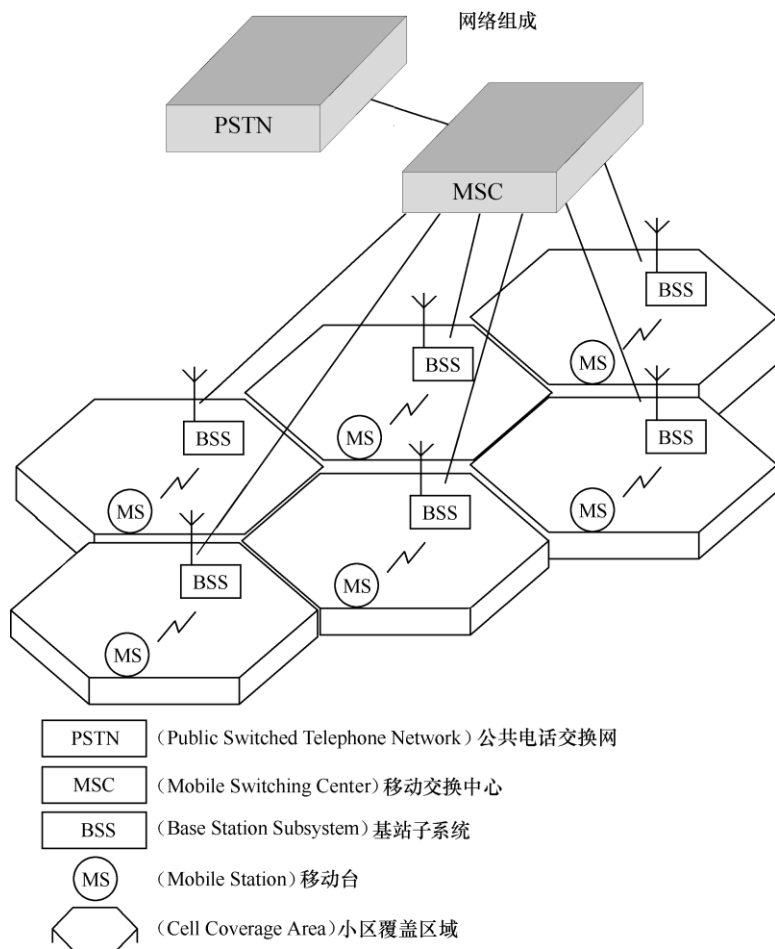 网络组成
PSTN
MSC
BSS
BSS
MS
BSS
BSS
MS
BSS
MS
BSS
MS
MS
MS
PSTN (Public Switched Telephone Network) 公共电话交换网
MSC (Mobile Switching Center) 移动交换中心
BSS (Base Station Subsystem) 基站子系统
MS (Mobile Station) 移动台
(Cell Coverage Area) 小区覆盖区域